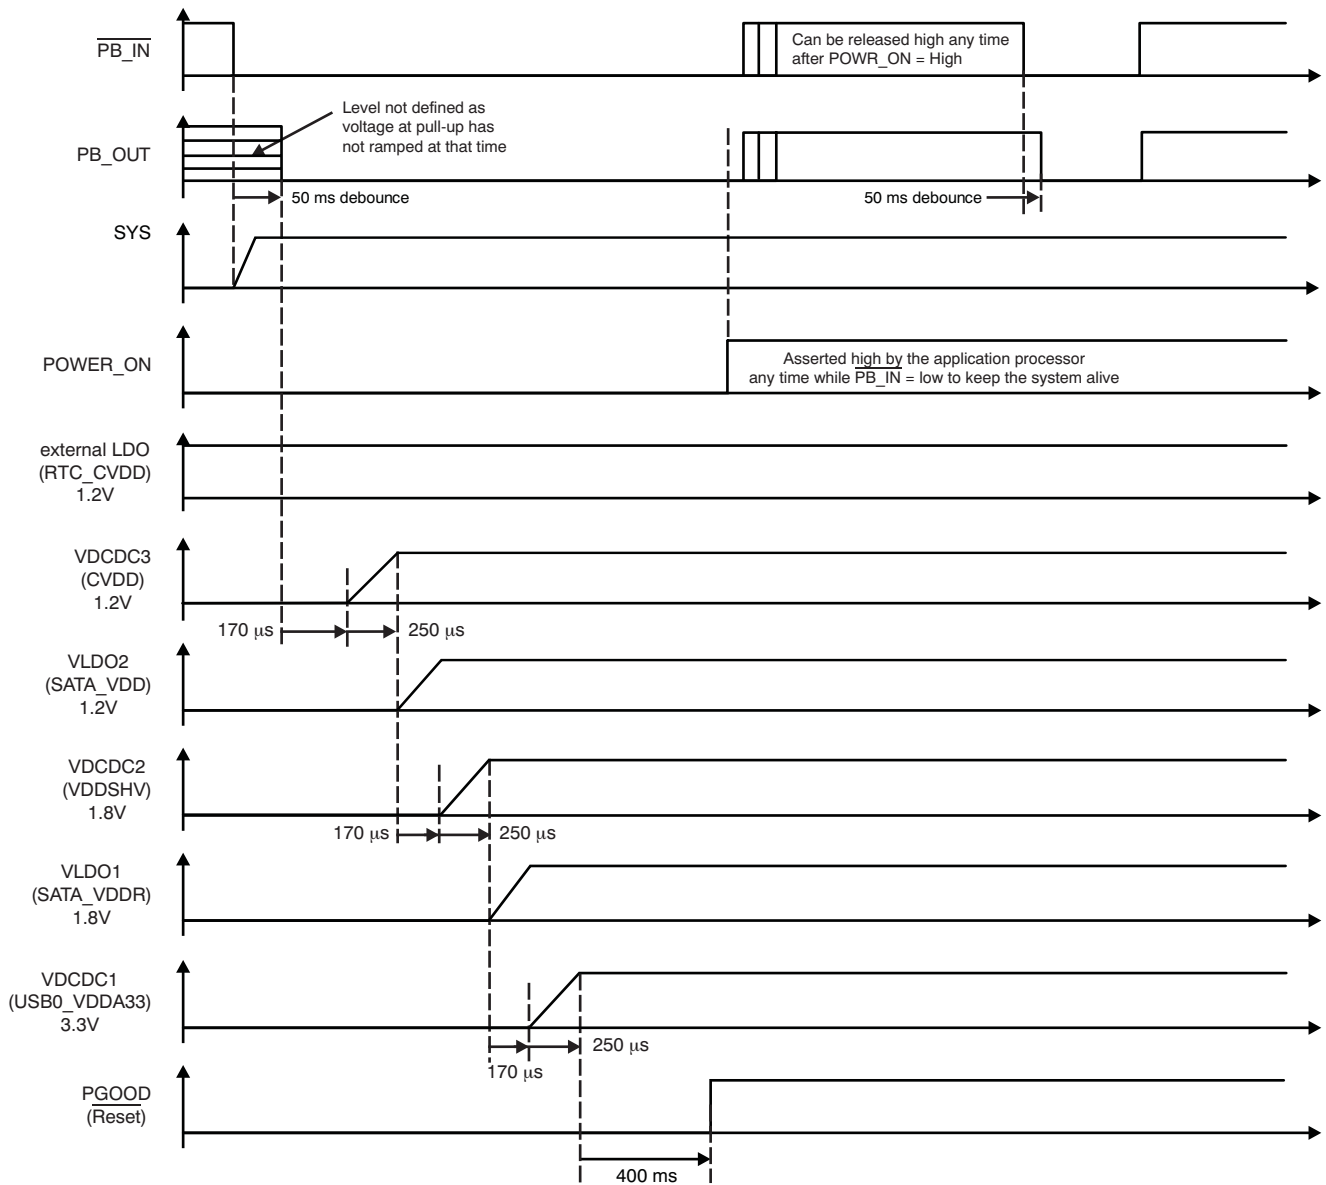 PB_IN
Can be released high any time
after POWR_ON = High
Level not defined as
voltage at pull-up has
not ramped at that time
PB_OUT
50 ms debounce
50 ms debounce
SYS
POWER_ON
Asserted high by the application processor
any time while PB_IN = low to keep the system alive
external LDO
(RTC_CVDD)
1.2V
VDCDC3
(CVDD)
1.2V
170 μs
250 μs
VLDO2
(SATA_VDD)
1.2V
VDCDC2
(VDDSHV)
1.8V
170 μs
250 μs
VLDO1
(SATA_VDDR)
1.8V
VDCDC1
(USB0_VDDA33)
3.3V
250 μs
170 μs
PGOOD
(Reset)
400 ms